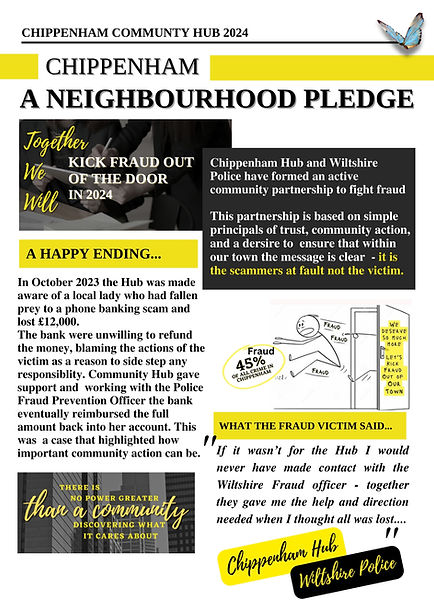 CHIPPENHAM COMMUNTY HUB 2024
CHIPPENHAM
A NEIGHBOURHOOD PLEDGE
Together
We
Will
KICK FRAUD OUT
OF THE DOOR
IN 2024
Chippenham Hub and Wiltshire
Police have formed an active
community partnership to fight fraud
This partnership is based on simple
principals of trust, community action,
and a dersire to ensure that within
our town the message is clear - it is
the scammers at fault not the victim.
A HAPPY ENDING...
In October 2023 the Hub was made
aware of a local lady who had fallen
prey to a phone banking scam and
lost £12,000.
The bank were unwilling to refund
the money, blaming the actions of the
victim as a reason to side step any
responsiblity. Community Hub gave
support and working with the Police
Fraud Prevention Officer the bank
eventually reimbursed the full
amount back into her account. This
was a case that highlighted how
important community action can be.
THERE IS
NO POWER GREATER
than a community
DISCOVERING WHAT
IT CARES ABOUT
FRAUD
FRAUD
FRAUD
FRAUD
Fraud
45%
OF ALL CRIME IN
CHIPPENHAM
WE
DESERVE
SO MUCH
MORE
LET'S
KICK
FRAUD
OUT OF
OUR
TOWN
WHAT THE FRAUD VICTIM SAID...
"If it wasn't for the Hub I would
never have made contact with the
Wiltshire Fraud officer - together
they gave me the help and direction
needed when I thought all was lost...."
Chippenham Hub
Wiltshire Police